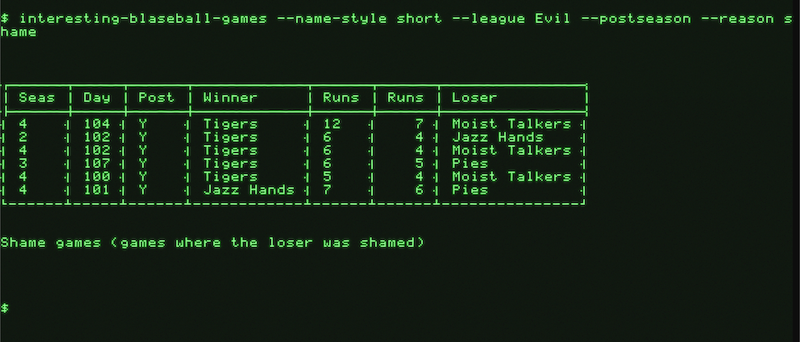 $ interesting-blaseball-games --name-style short --league Evil --postseason --reason s
hame
Seas Day Post Winner Runs Runs Loser
4 104 Y Tigers 12 7 Moist Talkers
2 102 Y Tigers 6 4 Jazz Hands
4 102 Y Tigers 6 4 Moist Talkers
3 107 Y Tigers 6 5 Pies
4 100 Y Tigers 5 4 Moist Talkers
4 101 Y Jazz Hands 7 6 Pies
Shame games (games where the loser was shamed)
$